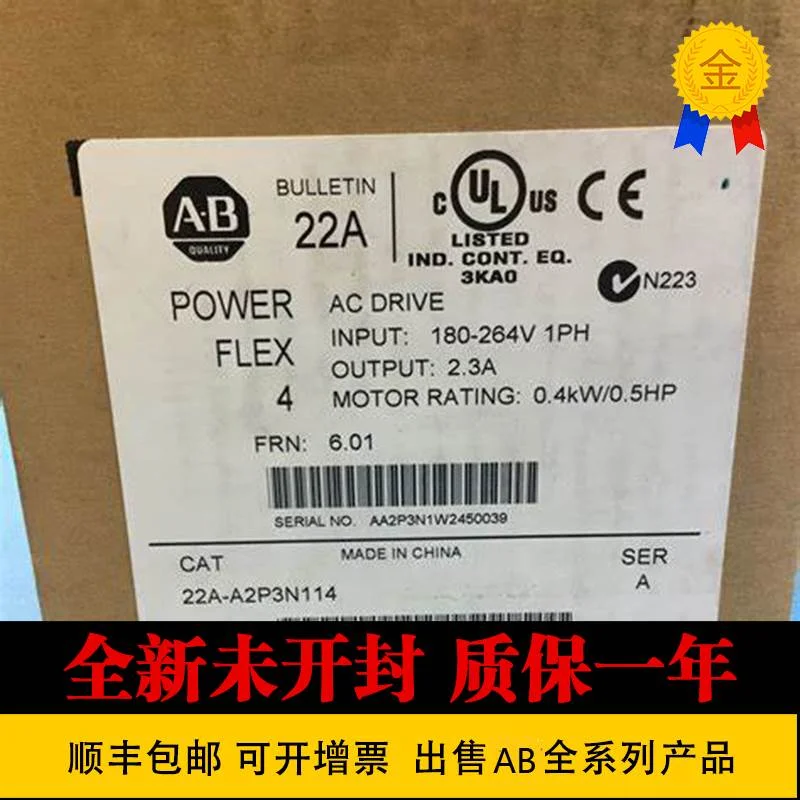 金
A-B
QUALITY
BULLETIN
22A
C UL US CE
LISTED
IND. CONT. EQ.
3KA0
N223
POWER
FLEX
4
AC DRIVE
INPUT: 180-264V 1PH
OUTPUT: 2.3A
MOTOR RATING: 0.4kW/0.5HP
FRN: 6.01
SERIAL NO. AA2P3N1W2450039
MADE IN CHINA
CAT
22A-A2P3N114
SER
A
全新未开封 质保一年
顺丰包邮 可开增票 出售AB全系列产品